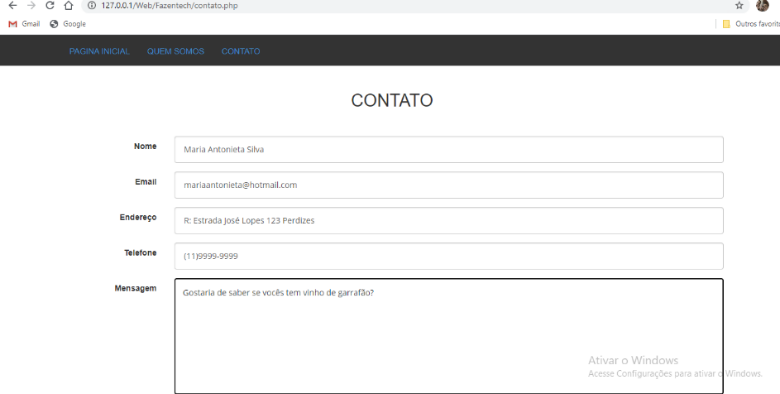 127.0.0.1/Web/Fazentech/contato.php
Gmail Google Outros favorito
PAGINA INICIAL QUEM SOMOS CONTATO
CONTATO
Nome Maria Antonieta Silva
Email mariaantonieta@hotmail.com
Endereço R: Estrada José Lopes 123 Perdizes
Telefone (11)9999-9999
Mensagem Gostaria de saber se vocês tem vinho de garrafão?
Ativar o Windows
Acesse Configurações para ativar o Windows.